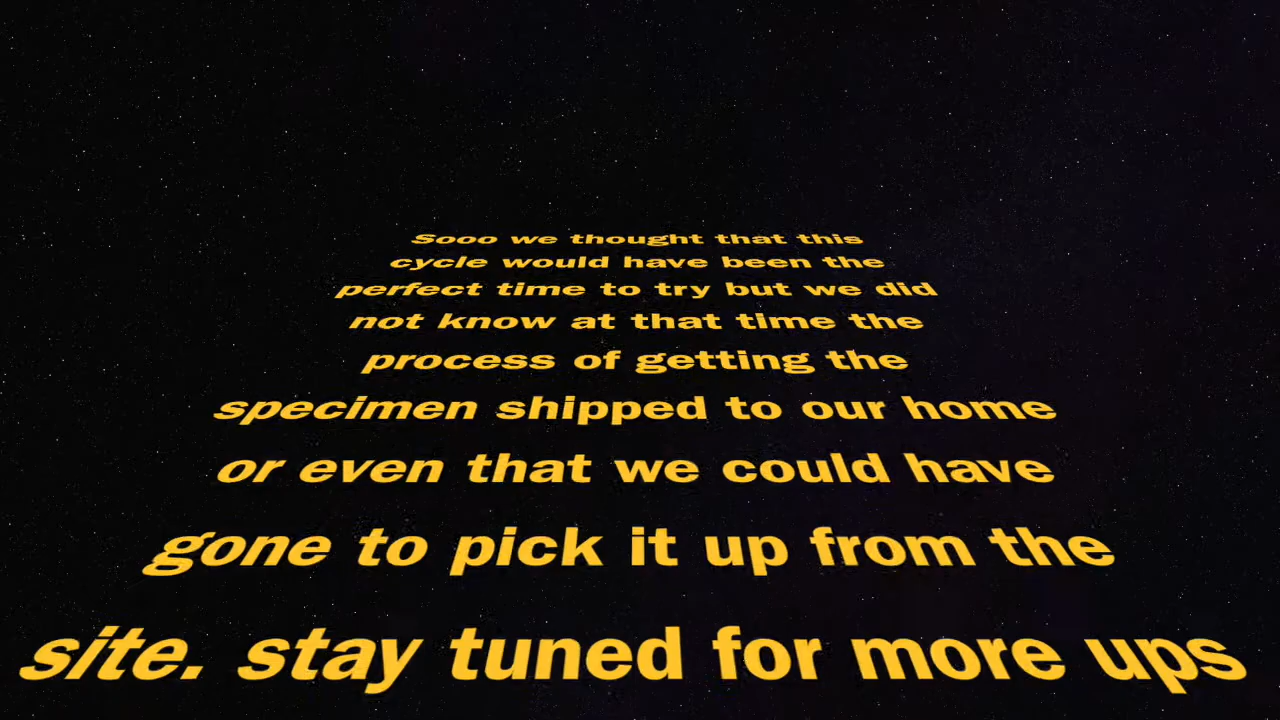 Sooo we thought that this
cycle would have been the
perfect time to try but we did
not know at that time the
process of getting the
specimen shipped to our home
or even that we could have
gone to pick it up from the
site. stay tuned for more ups